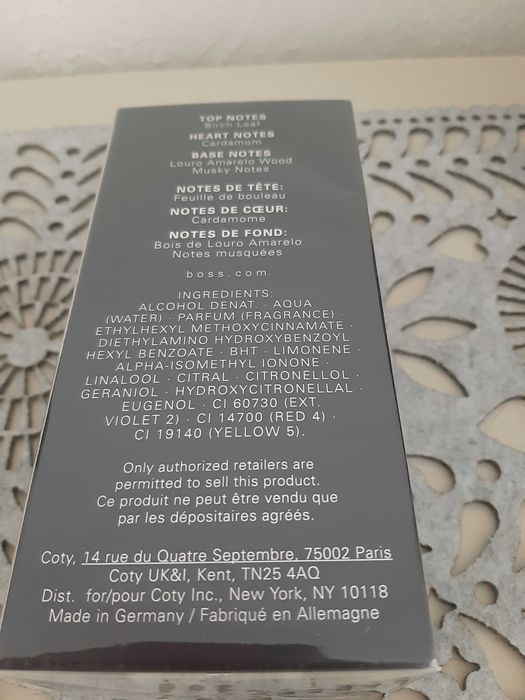 TOP NOTES
Birch Leaf
HEART NOTES
Cardamom
BASE NOTES
Louro Amarelo Wood
Musky Notes
NOTES DE TÊTE:
Feuille de bouleau
NOTES DE CŒUR:
Cardamome
NOTES DE FOND:
Bois de Louro Amarelo
Notes musquées
boss.com
INGREDIENTS:
ALCOHOL DENAT. · AQUA
(WATER) · PARFUM (FRAGRANCE) ·
ETHYLHEXYL METHOXYCINNAMATE ·
DIETHYLAMINO HYDROXYBENZOYL
HEXYL BENZOATE · BHT · LIMONENE ·
ALPHA-ISOMETHYL IONONE ·
LINALOOL · CITRAL · CITRONELLOL ·
GERANIOL · HYDROXYCITRONELLAL ·
EUGENOL · CI 60730 (EXT.
VIOLET 2) · CI 14700 (RED 4) ·
CI 19140 (YELLOW 5).
Only authorized retailers are
permitted to sell this product.
Ce produit ne peut être vendu que
par les dépositaires agréés.
Coty, 14 rue du Quatre Septembre, 75002 Paris
Coty UK&I, Kent, TN25 4AQ
Dist. for/pour Coty Inc., New York, NY 10118
Made in Germany / Fabriqué en Allemagne